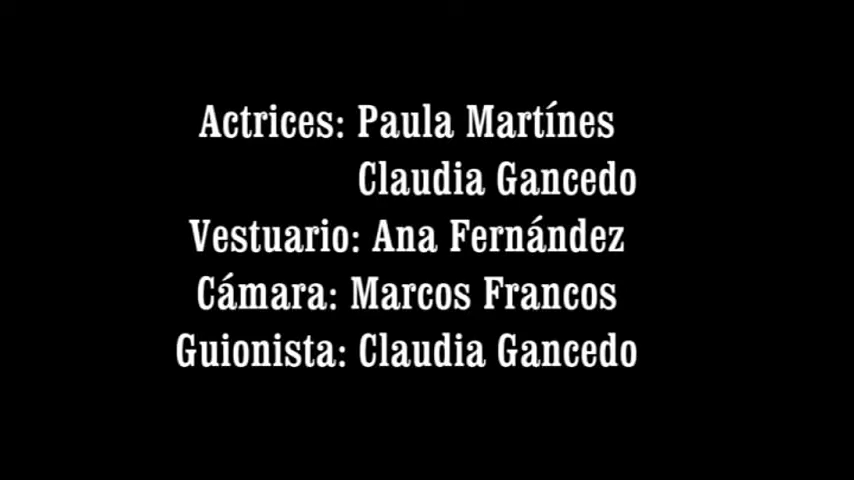 Actrices: Paula Martínes
Claudia Gancedo
Vestuario: Ana Fernández
Cámara: Marcos Francos
Guionista: Claudia Gancedo